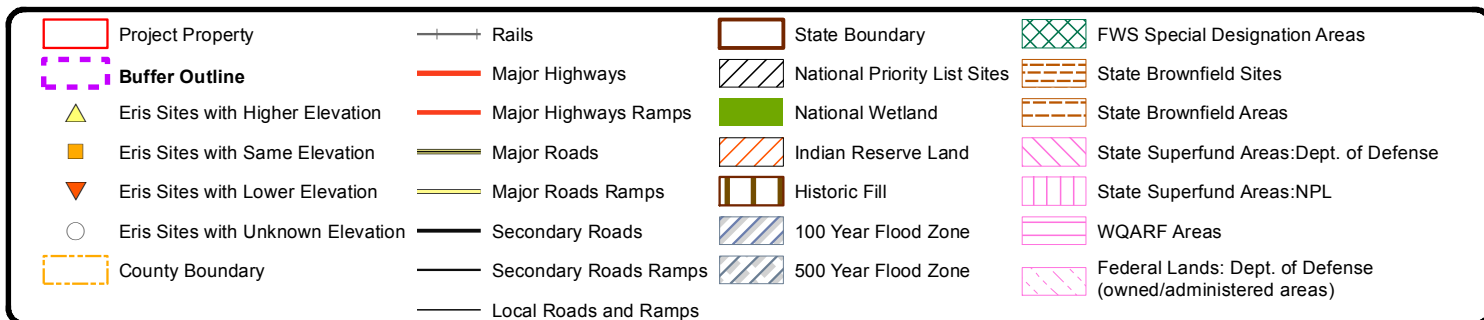 Project Property
Buffer Outline
Eris Sites with Higher Elevation
Eris Sites with Same Elevation
Eris Sites with Lower Elevation
Eris Sites with Unknown Elevation
County Boundary
Rails
Major Highways
Major Highways Ramps
Major Roads
Major Roads Ramps
Secondary Roads
Secondary Roads Ramps
Local Roads and Ramps
State Boundary
National Priority List Sites
National Wetland
Indian Reserve Land
Historic Fill
100 Year Flood Zone
500 Year Flood Zone
FWS Special Designation Areas
State Brownfield Sites
State Brownfield Areas
State Superfund Areas:Dept. of Defense
State Superfund Areas:NPL
WQARF Areas
Federal Lands: Dept. of Defense
(owned/administered areas)